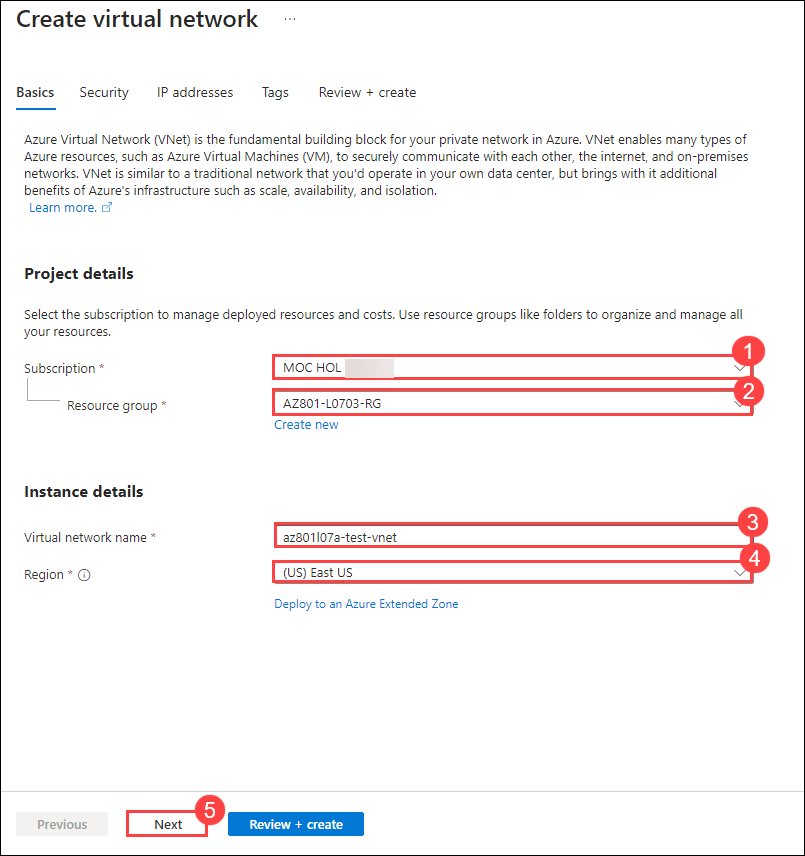 Create virtual network ...
Basics Security IP addresses Tags Review + create
Azure Virtual Network (VNet) is the fundamental building block for your private network in Azure. VNet enables many types of
Azure resources, such as Azure Virtual Machines (VM), to securely communicate with each other, the internet, and on-premises
networks. VNet is similar to a traditional network that you'd operate in your own data center, but brings with it additional
benefits of Azure's infrastructure such as scale, availability, and isolation.
Learn more.
Project details
Select the subscription to manage deployed resources and costs. Use resource groups like folders to organize and manage all
your resources.
Subscription * MOC HOL 1
Resource group * AZ801-L0703-RG 2
Create new
Instance details
Virtual network name * az801l07a-test-vnet 3
Region * (US) East US 4
Deploy to an Azure Extended Zone
Previous Next 5 Review + create